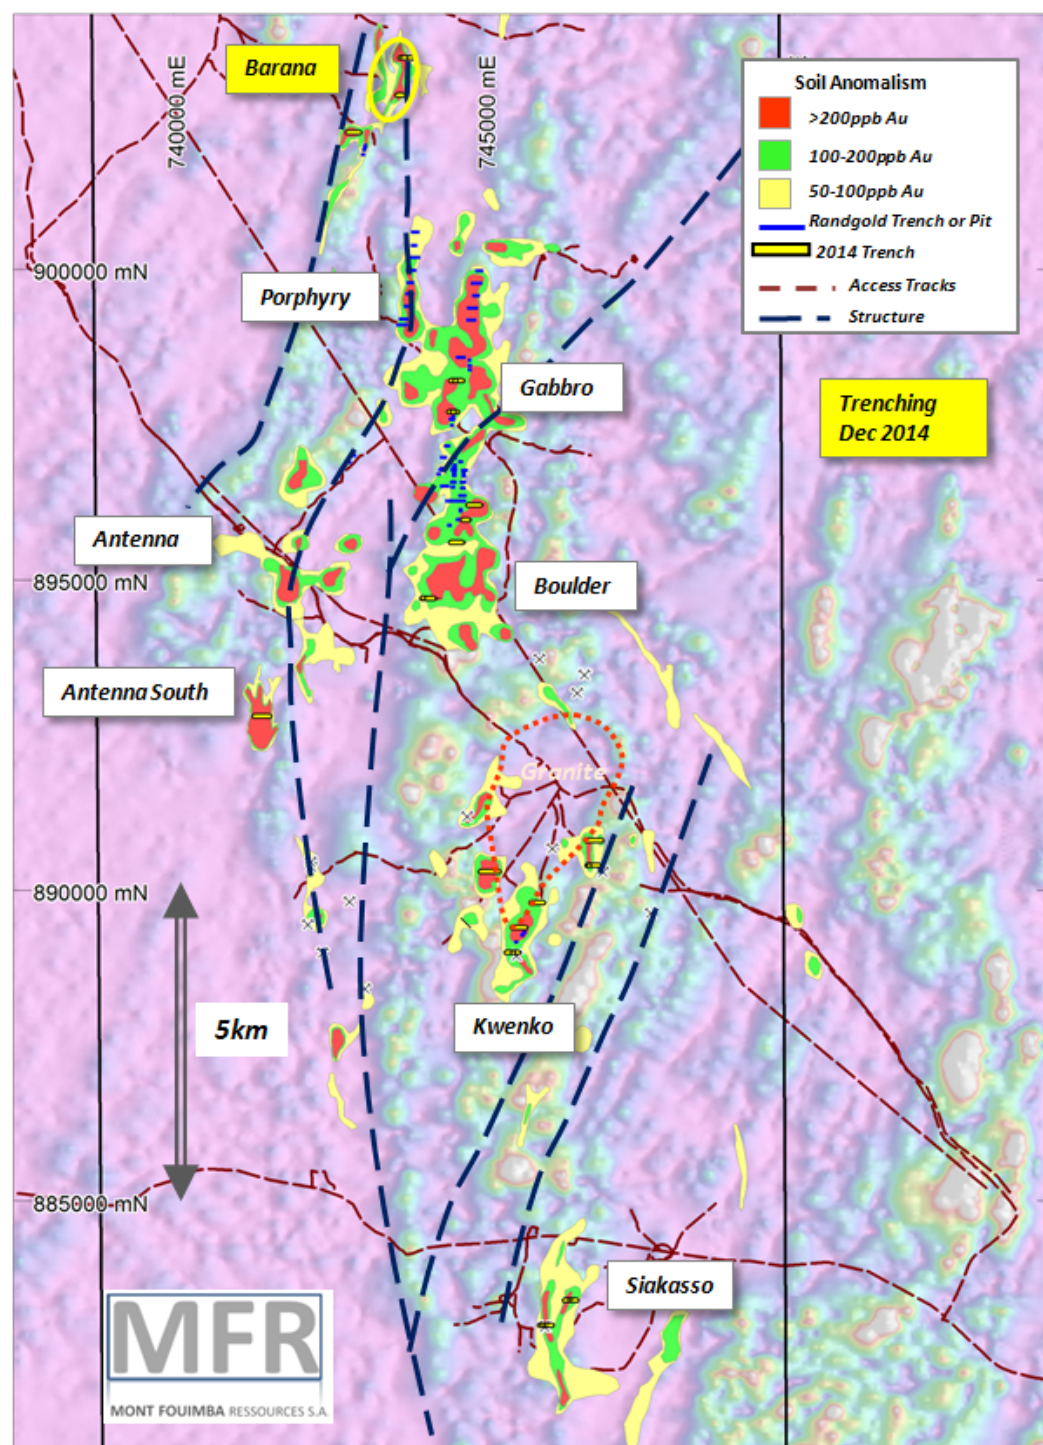 Barana
740000 mE
745000 mE
Soil Anomalism
>200ppb Au
100-200ppb Au
50-100ppb Au
Randgold Trench or Pit
2014 Trench
Access Tracks
Structure
900000 mN
Porphyry
Gabbro
Trenching
Dec 2014
Antenna
895000 mN
Boulder
Antenna South
Granite
890000 mN
5km
Kwenko
885000 mN
Siakasso
MFR
MONT FOUIMBA RESSOURCES S.A.